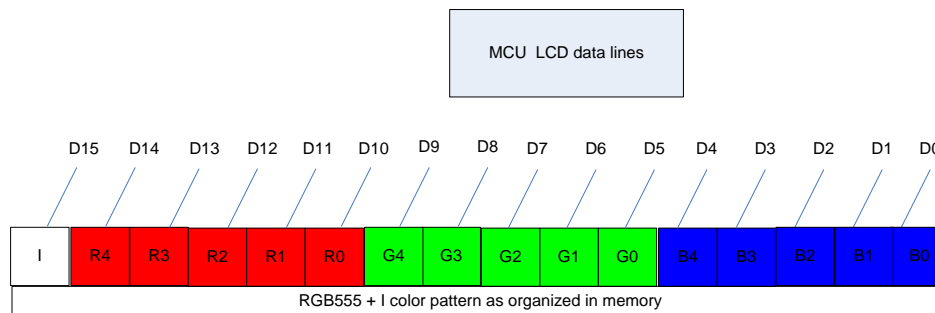 MCU LCD data lines
D15 D14 D13 D12 D11 D10 D9 D8 D7 D6 D5 D4 D3 D2 D1 D0
I R4 R3 R2 R1 R0 G4 G3 G2 G1 G0 B4 B3 B2 B1 B0
RGB555 + I color pattern as organized in memory